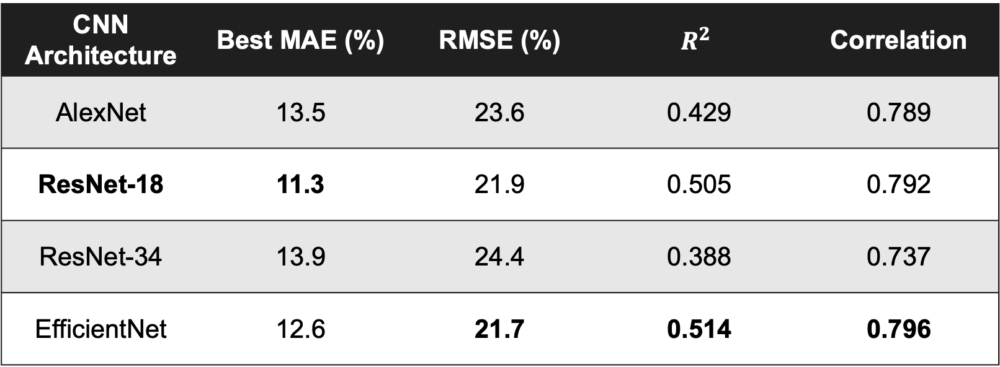 CNN Architecture Best MAE (%) RMSE (%) R² Correlation
AlexNet 13.5 23.6 0.429 0.789
ResNet-18 11.3 21.9 0.505 0.792
ResNet-34 13.9 24.4 0.388 0.737
EfficientNet 12.6 21.7 0.514 0.796